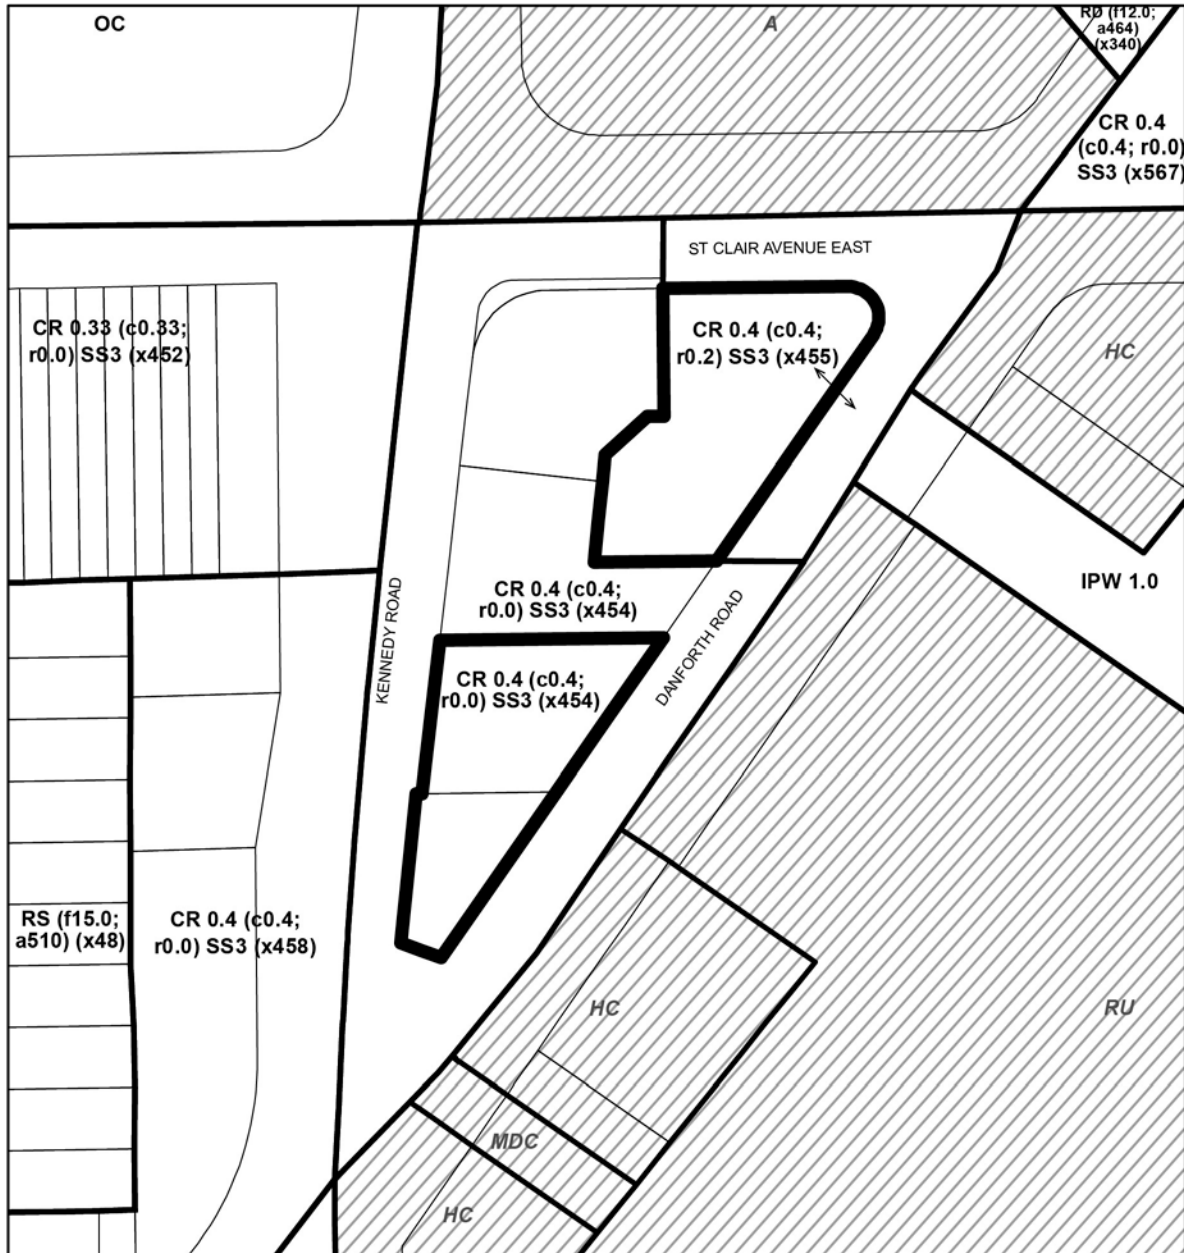 OC
A
RD (f12.0;
a464)
(x340)
CR 0.4
(c0.4; r0.0)
SS3 (x567)
ST CLAIR AVENUE EAST
CR 0.33 (c0.33;
r0.0) SS3 (x452)
CR 0.4 (c0.4;
r0.2) SS3 (x455)
HC
IPW 1.0
CR 0.4 (c0.4;
r0.0) SS3 (x454)
KENNEDY ROAD
DANFORTH ROAD
CR 0.4 (c0.4;
r0.0) SS3 (x454)
RS (f15.0;
a510) (x48)
CR 0.4 (c0.4;
r0.0) SS3 (x458)
HC
RU
MDC
HC